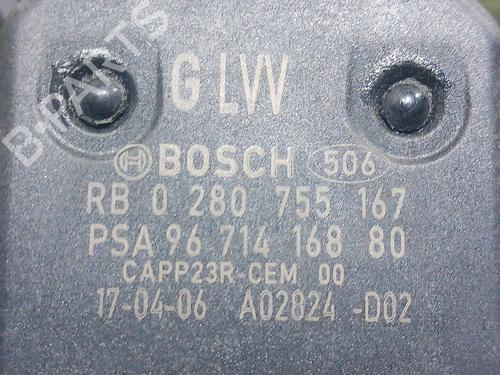 G LVV
BOSCH 506
RB 0 280 755 167
PSA 96 714 168 80
CAPP23R-CEM 00
17-04-06 A02824 -D02
B-PARTS